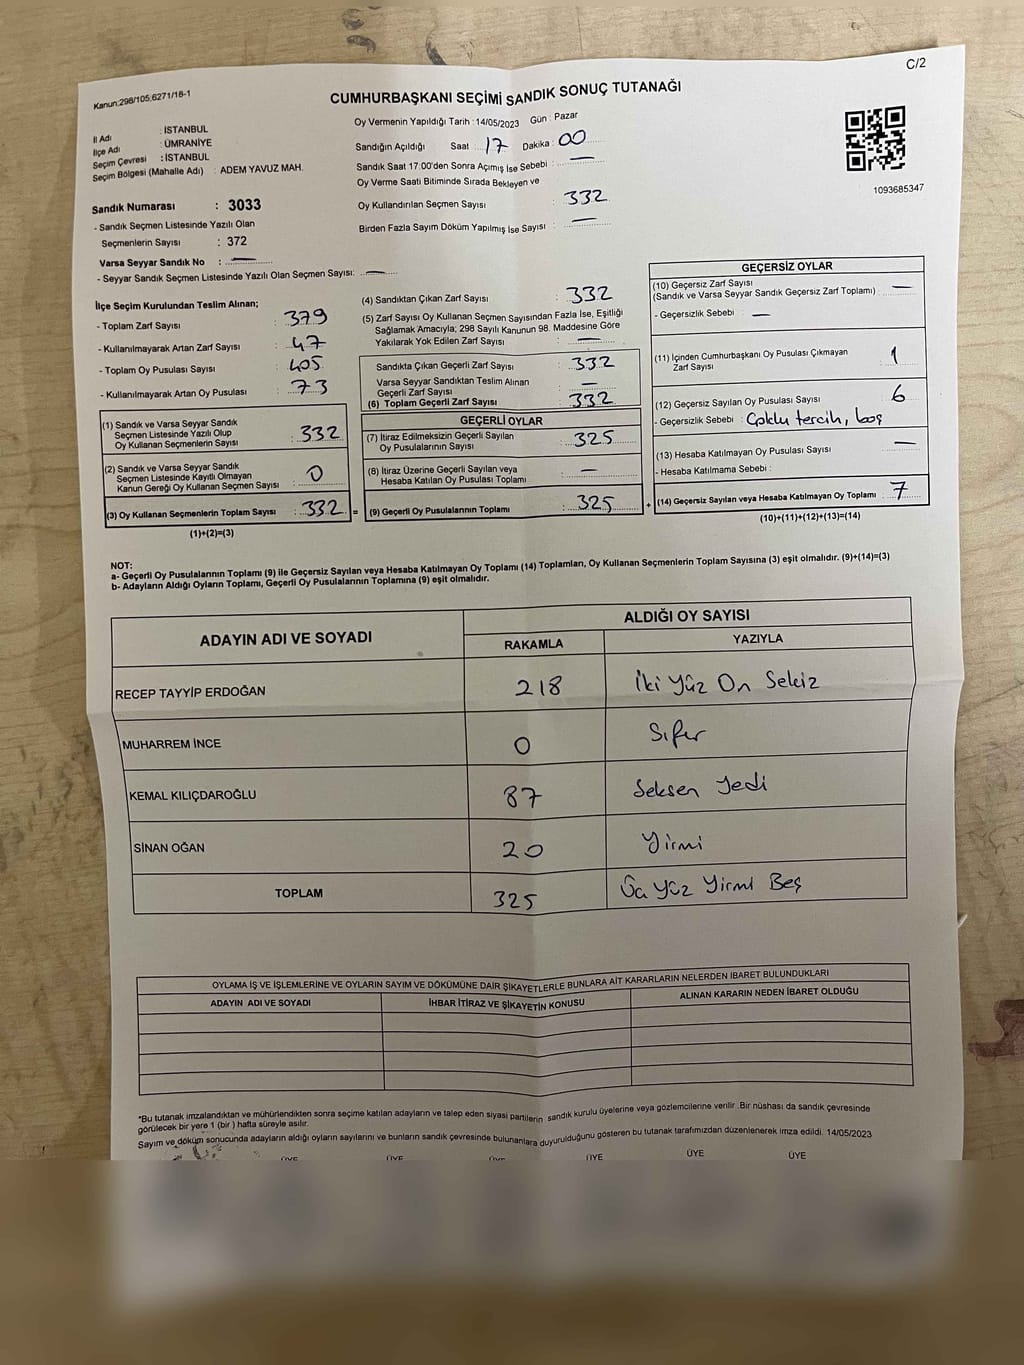 C/2
Kanun:298/105;6271/18-1
CUMHURBAŞKANI SEÇİMİ SANDIK SONUÇ TUTANAĞI
İl Adı : İSTANBUL
İlçe Adı : ÜMRANİYE
Seçim Çevresi : İSTANBUL
Seçim Bölgesi (Mahalle Adı) : ADEM YAVUZ MAH.
Sandık Numarası : 3033
- Sandık Seçmen Listesinde Yazılı Olan
Seçmenlerin Sayısı : 372
Varsa Seyyar Sandık No : —
- Seyyar Sandık Seçmen Listesinde Yazılı Olan Seçmen Sayısı: —
Oy Vermenin Yapıldığı Tarih : 14/05/2023 Gün : Pazar
Sandığın Açıldığı Saat : 17 Dakika : 00
Sandık Saat 17:00'den Sonra Açımış İse Sebebi : —
Oy Verme Saati Bitiminde Sırada Bekleyen ve
Oy Kullandırılan Seçmen Sayısı : 332
Birden Fazla Sayım Döküm Yapılmış İse Sayısı : —
1093685347
İlçe Seçim Kurulundan Teslim Alınan;
- Toplam Zarf Sayısı : 379
- Kullanılmayarak Artan Zarf Sayısı : 47
- Toplam Oy Pusulası Sayısı : 405
- Kullanılmayarak Artan Oy Pusulası : 73
(1) Sandık ve Varsa Seyyar Sandık
Seçmen Listesinde Yazılı Olup
Oy Kullanan Seçmenlerin Sayısı : 332
(2) Sandık ve Varsa Seyyar Sandık
Seçmen Listesinde Kayıtlı Olmayan
Kanun Gereği Oy Kullanan Seçmen Sayısı : 0
(3) Oy Kullanan Seçmenlerin Toplam Sayısı : 332 =
(1)+(2)=(3)
(4) Sandıktan Çıkan Zarf Sayısı : 332
(5) Zarf Sayısı Oy Kullanan Seçmen Sayısından Fazla İse, Eşitliği
Sağlamak Amacıyla; 298 Sayılı Kanunun 98. Maddesine Göre
Yakılarak Yok Edilen Zarf Sayısı : —
Sandıkta Çıkan Geçerli Zarf Sayısı : 332
Varsa Seyyar Sandıktan Teslim Alınan
Geçerli Zarf Sayısı : —
(6) Toplam Geçerli Zarf Sayısı : 332
GEÇERLİ OYLAR
(7) İtiraz Edilmeksizin Geçerli Sayılan
Oy Pusulalarının Sayısı : 325
(8) İtiraz Üzerine Geçerli Sayılan veya
Hesaba Katılan Oy Pusulası Toplamı : —
(9) Geçerli Oy Pusulalarının Toplamı : 325 +
GEÇERSİZ OYLAR
(10) Geçersiz Zarf Sayısı
(Sandık ve Varsa Seyyar Sandık Geçersiz Zarf Toplamı) : —
- Geçersizlik Sebebi : —
(11) İçinden Cumhurbaşkanı Oy Pusulası Çıkmayan
Zarf Sayısı : 1
(12) Geçersiz Sayılan Oy Pusulası Sayısı : 6
- Geçersizlik Sebebi : Çoklu tercih, boş
(13) Hesaba Katılmayan Oy Pusulası Sayısı : —
- Hesaba Katılmama Sebebi :
(14) Geçersiz Sayılan veya Hesaba Katılmayan Oy Toplamı : 7
(10)+(11)+(12)+(13)=(14)
NOT:
a- Geçerli Oy Pusulalarının Toplamı (9) ile Geçersiz Sayılan veya Hesaba Katılmayan Oy Toplamı (14) Toplamları, Oy Kullanan Seçmenlerin Toplam Sayısına (3) eşit olmalıdır. (9)+(14)=(3)
b- Adayların Aldığı Oyların Toplamı, Geçerli Oy Pusulalarının Toplamına (9) eşit olmalıdır.
ADAYIN ADI VE SOYADI ALDIĞI OY SAYISI
RAKAMLA YAZIYLA
RECEP TAYYİP ERDOĞAN 218 İki Yüz On Sekiz
MUHARREM İNCE 0 Sıfır
KEMAL KILIÇDAROĞLU 87 Seksen Yedi
SİNAN OĞAN 20 Yirmi
TOPLAM 325 Üç Yüz Yirmi Beş
OYLAMA İŞ VE İŞLEMLERİNE VE OYLARIN SAYIM VE DÖKÜMÜNE DAİR ŞİKAYETLERLE BUNLARA AİT KARARLARIN NELERDEN İBARET BULUNDUKLARI
ADAYIN ADI VE SOYADI İHBAR İTİRAZ VE ŞİKAYETİN KONUSU ALINAN KARARIN NEDEN İBARET OLDUĞU
*Bu tutanak imzalandıktan ve mühürlendikten sonra seçime katılan adayların ve talep eden siyasi partilerin sandık kurulu üyelerine veya gözlemcilerine verilir. Bir nüshası da sandık çevresinde
görülecek bir yere 1 (bir ) hafta süreyle asılır.
Sayım ve döküm sonucunda adayların aldığı oyların sayılarını ve bunların sandık çevresinde bulunanlara duyurulduğunu gösteren bu tutanak tarafımızdan düzenlenerek imza edildi. 14/05/2023
ÜYE ÜYE ÜYE ÜYE ÜYE ÜYE